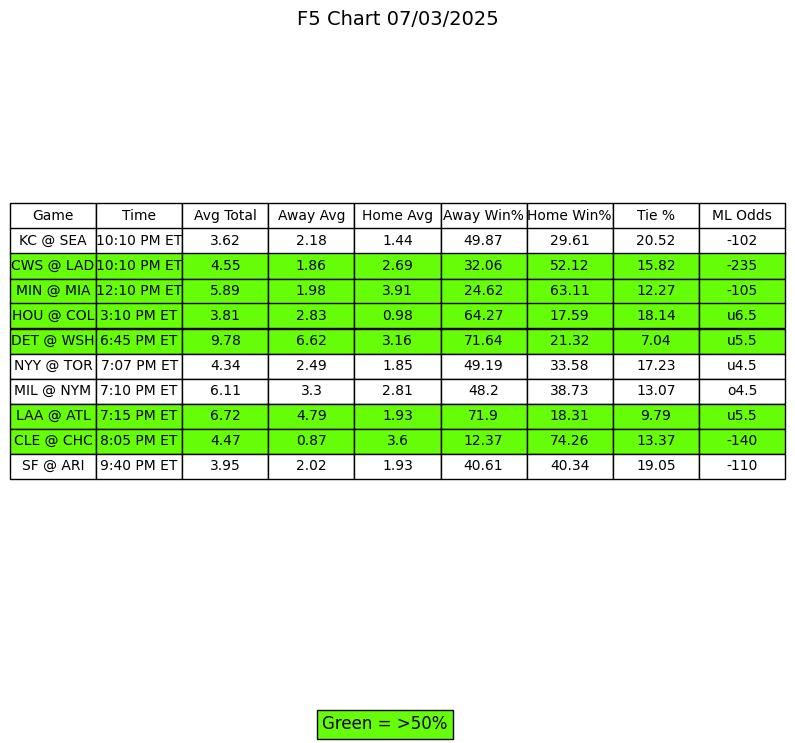 F5 Chart 07/03/2025
Game Time Avg Total Away Avg Home Avg Away Win% Home Win% Tie % ML Odds
KC @ SEA 10:10 PM ET 3.62 2.18 1.44 49.87 29.61 20.52 -102
CWS @ LAD 10:10 PM ET 4.55 1.86 2.69 32.06 52.12 15.82 -235
MIN @ MIA 12:10 PM ET 5.89 1.98 3.91 24.62 63.11 12.27 -105
HOU @ COL 3:10 PM ET 3.81 2.83 0.98 64.27 17.59 18.14 u6.5
DET @ WSH 6:45 PM ET 9.78 6.62 3.16 71.64 21.32 7.04 u5.5
NYY @ TOR 7:07 PM ET 4.34 2.49 1.85 49.19 33.58 17.23 u4.5
MIL @ NYM 7:10 PM ET 6.11 3.3 2.81 48.2 38.73 13.07 o4.5
LAA @ ATL 7:15 PM ET 6.72 4.79 1.93 71.9 18.31 9.79 u5.5
CLE @ CHC 8:05 PM ET 4.47 0.87 3.6 12.37 74.26 13.37 -140
SF @ ARI 9:40 PM ET 3.95 2.02 1.93 40.61 40.34 19.05 -110
Green = >50%